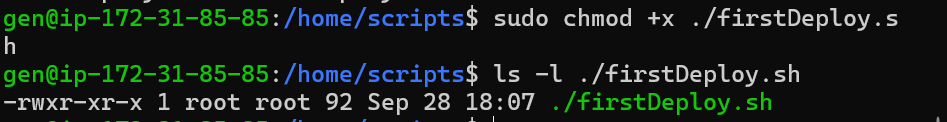 gen@ip-172-31-85-85:/home/scripts$ sudo chmod +x ./firstDeploy.s
h
gen@ip-172-31-85-85:/home/scripts$ ls -l ./firstDeploy.sh
-rwxr-xr-x 1 root root 92 Sep 28 18:07 ./firstDeploy.sh